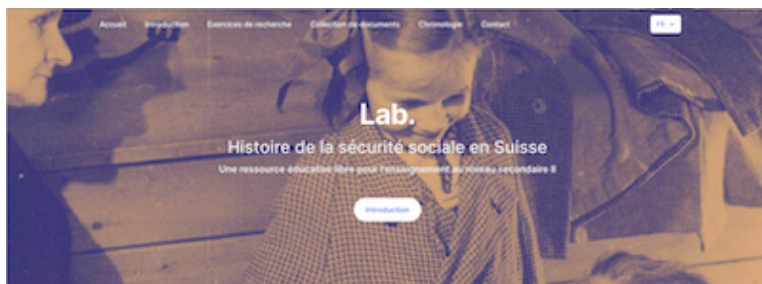 Accueil Introduction Exercices de recherche Collection de documents Chronologie Contact FR
Lab.
Histoire de la sécurité sociale en Suisse
Une ressource éducative libre pour l'enseignement au niveau secondaire II
Introduction